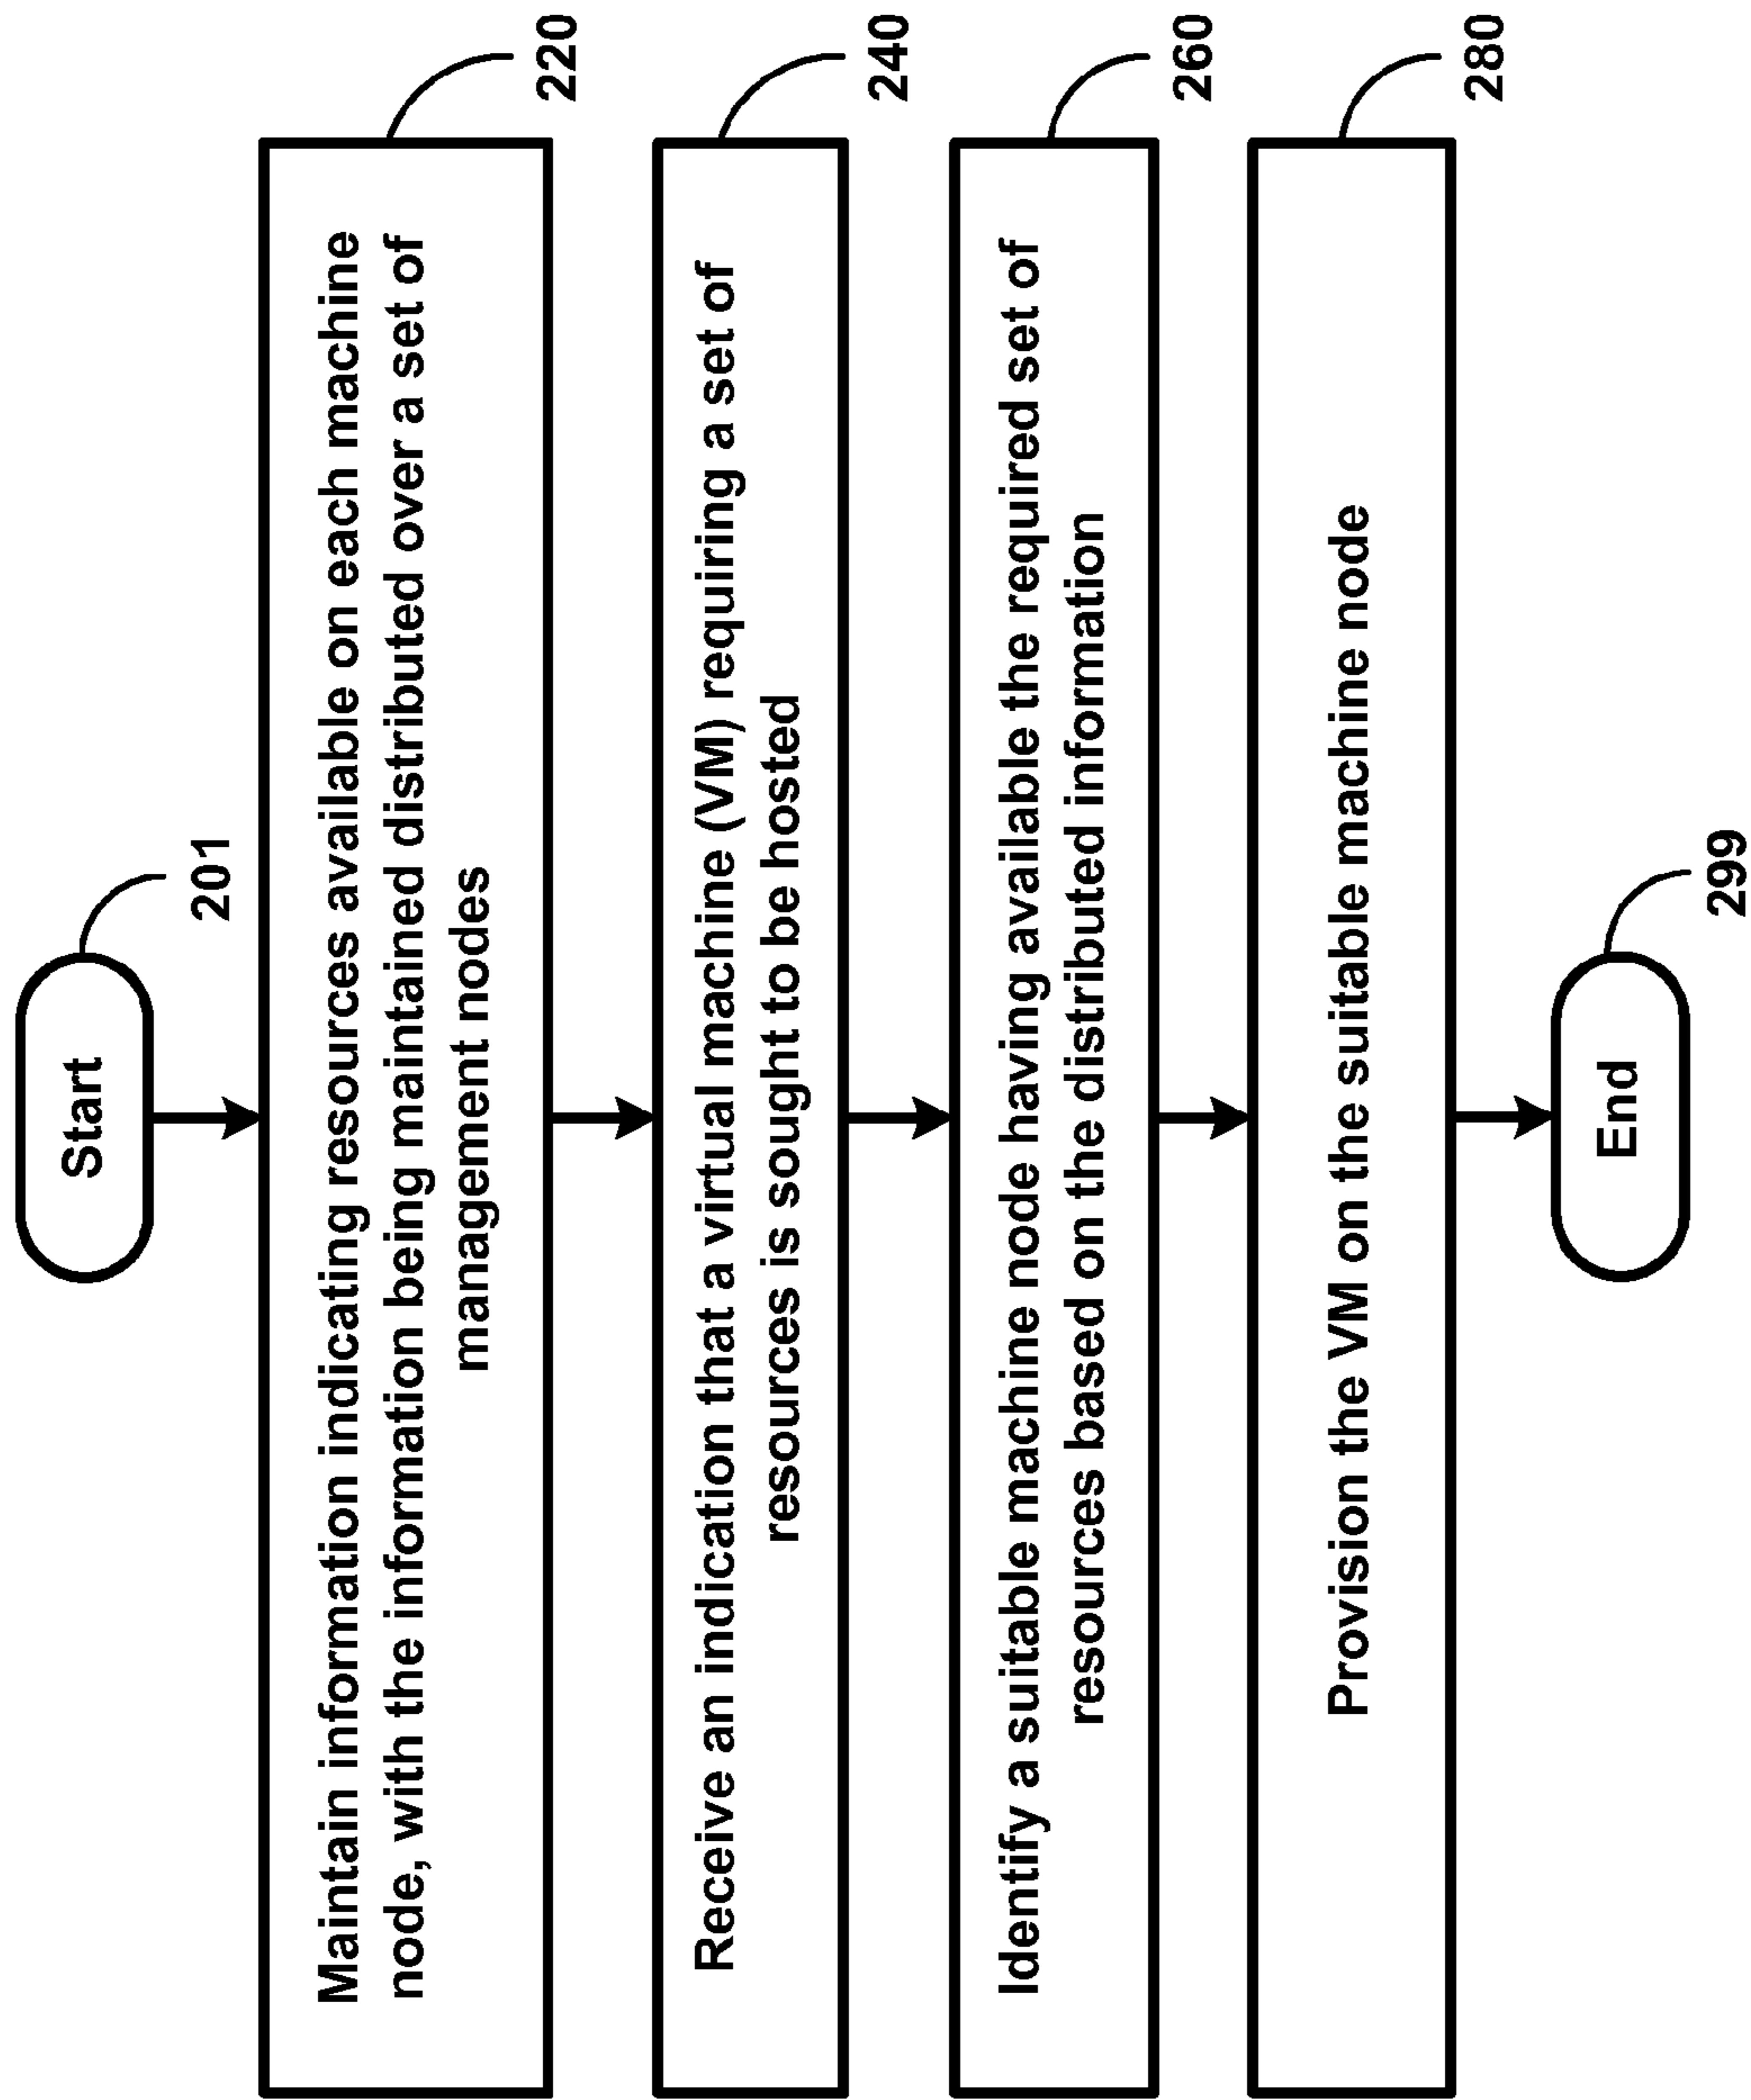 Start
201
Maintain information indicating resources available on each machine
node, with the information being maintained distributed over a set of
management nodes
220
Receive an indication that a virtual machine (VM) requiring a set of
resources is sought to be hosted
240
Identify a suitable machine node having available the required set of
resources based on the distributed information
260
Provision the VM on the suitable machine node
280
End
299